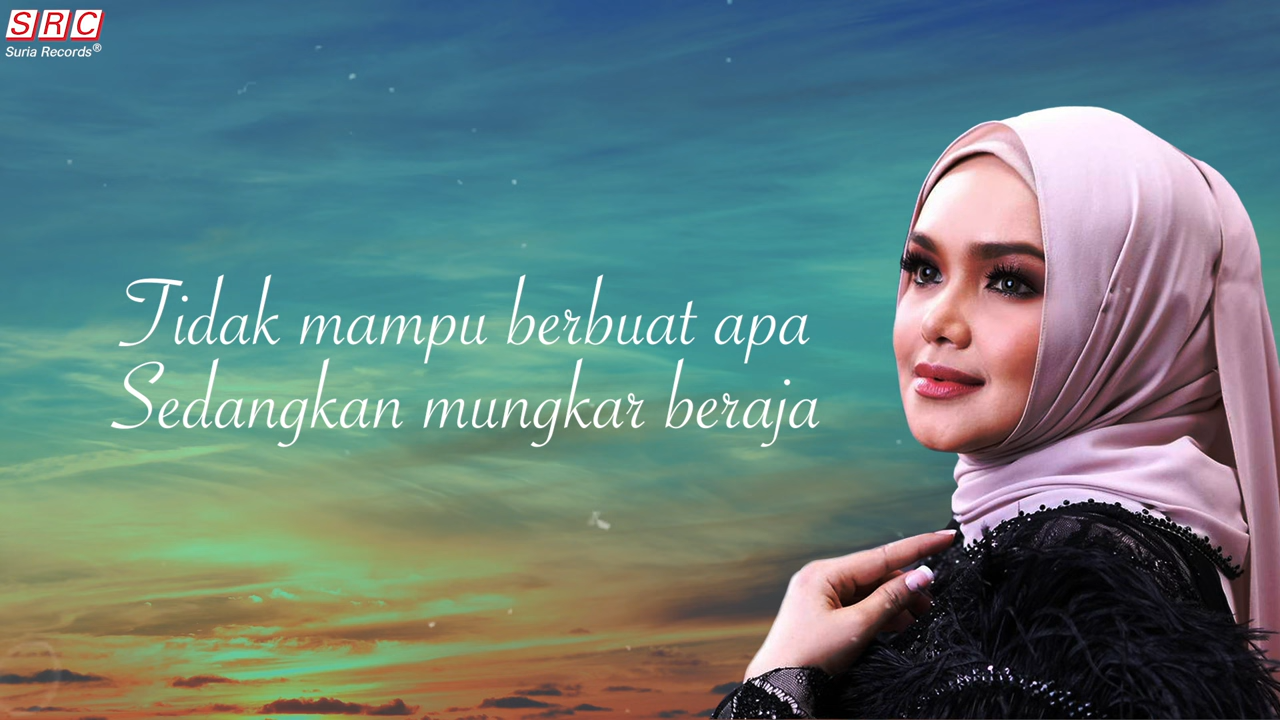 SRC
Suria Records®
Tidak mampu berbuat apa
Sedangkan mungkar beraja